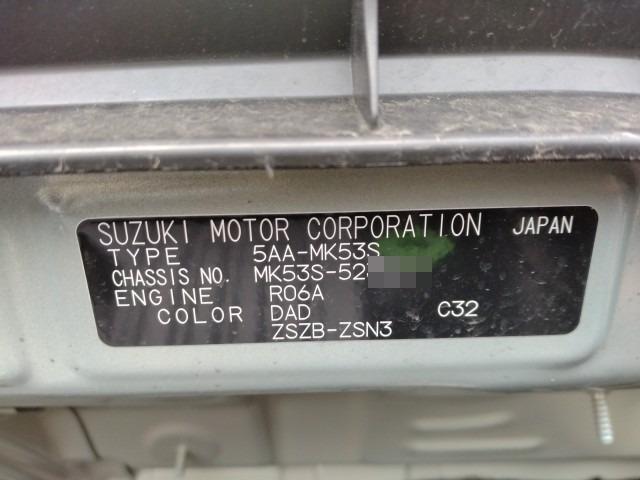 SUZUKI MOTOR CORPORATION JAPAN
TYPE 5AA-MK53S
CHASSIS NO. MK53S-52
ENGINE R06A
COLOR DAD C32
ZSZB-ZSN3